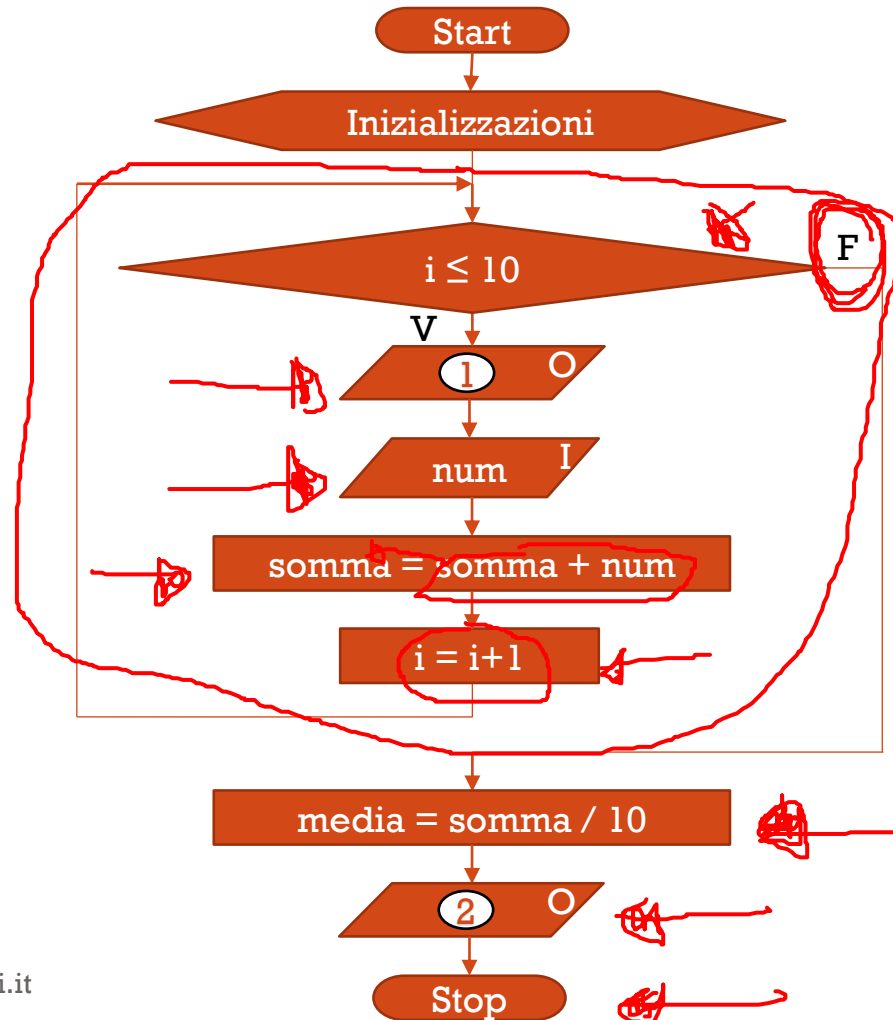 Start
Inizializzazioni
F
i ≤ 10
V
1 O
num I
somma = somma + num
i = i+1
media = somma / 10
2 O
i.it
Stop